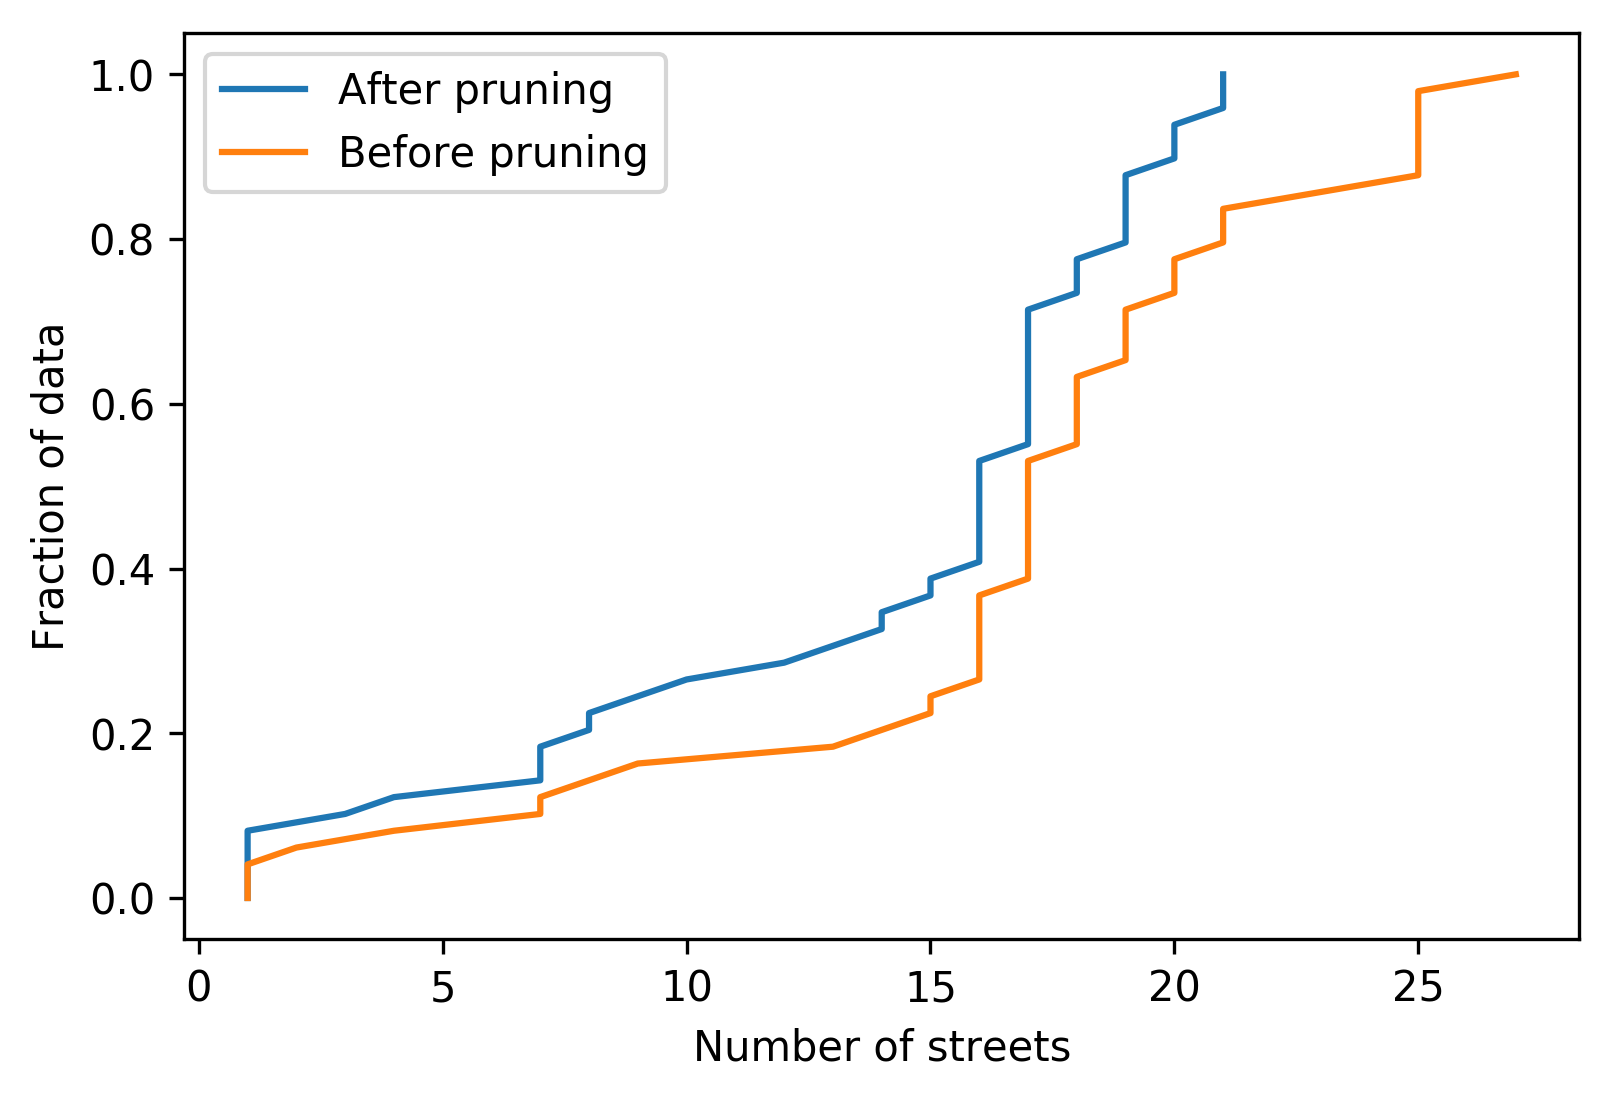 After pruning
Before pruning
1.0
0.8
0.6
0.4
0.2
0.0
Fraction of data
0 5 10 15 20 25
Number of streets